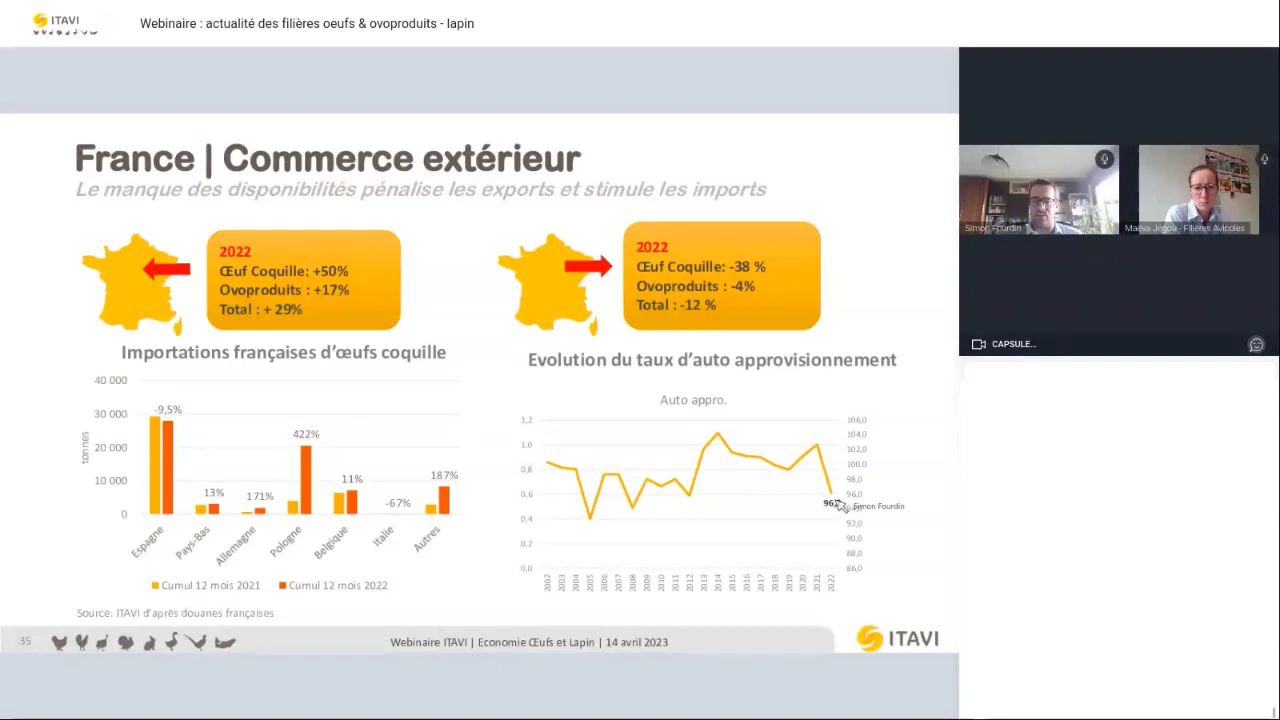 ITAVI
Webinaire : actualité des filières oeufs & ovoproduits - lapin
France | Commerce extérieur
Le manque des disponibilités pénalise les exports et stimule les imports
2022
Œuf Coquille: +50%
Ovoproduits : +17%
Total : + 29%
2022
Œuf Coquille: -38 %
Ovoproduits : -4%
Total : -12 %
Importations françaises d'œufs coquille
tonnes
40 000
30 000
20 000
10 000
0
-9,5%
13%
171%
422%
11%
-67%
187%
Espagne
Pays-Bas
Allemagne
Pologne
Belgique
Italie
Autres
Cumul 12 mois 2021
Cumul 12 mois 2022
Evolution du taux d'auto approvisionnement
Auto appro.
1,2
1,0
0,8
0,6
0,4
0,2
0,0
106,0
104,0
102,0
100,0
98,0
96,0
92,0
90,0
88,0
86,0
Simon Fourdin
2002
2003
2004
2005
2006
2007
2008
2009
2010
2011
2012
2013
2014
2015
2016
2017
2018
2019
2020
2021
2022
Source: ITAVI d'après douanes françaises
35
Webinaire ITAVI | Economie Œufs et Lapin | 14 avril 2023
ITAVI
Simon Fourdin
Maëva Jégou - Filières Avicoles
CAPSULE...